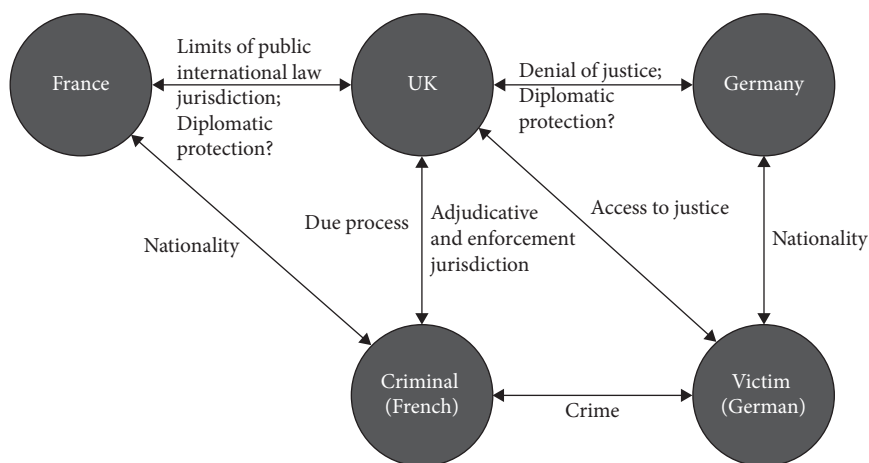 France
Limits of public
international law
jurisdiction;
Diplomatic
protection?
UK
Denial of justice;
Diplomatic
protection?
Germany
Nationality
Due process
Adjudicative
and enforcement
jurisdiction
Access to justice
Nationality
Criminal
(French)
Crime
Victim
(German)